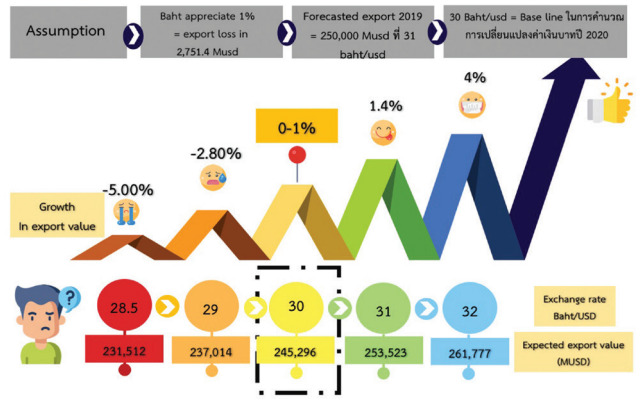 Assumption
Baht appreciate 1%
= export loss in
2,751.4 Musd
Forecasted export 2019
= 250,000 Musd ที่ 31
baht/usd
30 Baht/usd = Base line ในการคำนวณ
การเปลี่ยนแปลงค่าเงินบาทปี 2020
-5.00%
-2.80%
0-1%
1.4%
4%
Growth
In export value
?
28.5
29
30
31
32
Exchange rate
Baht/USD
231,512
237,014
245,296
253,523
261,777
Expected export value
(MUSD)